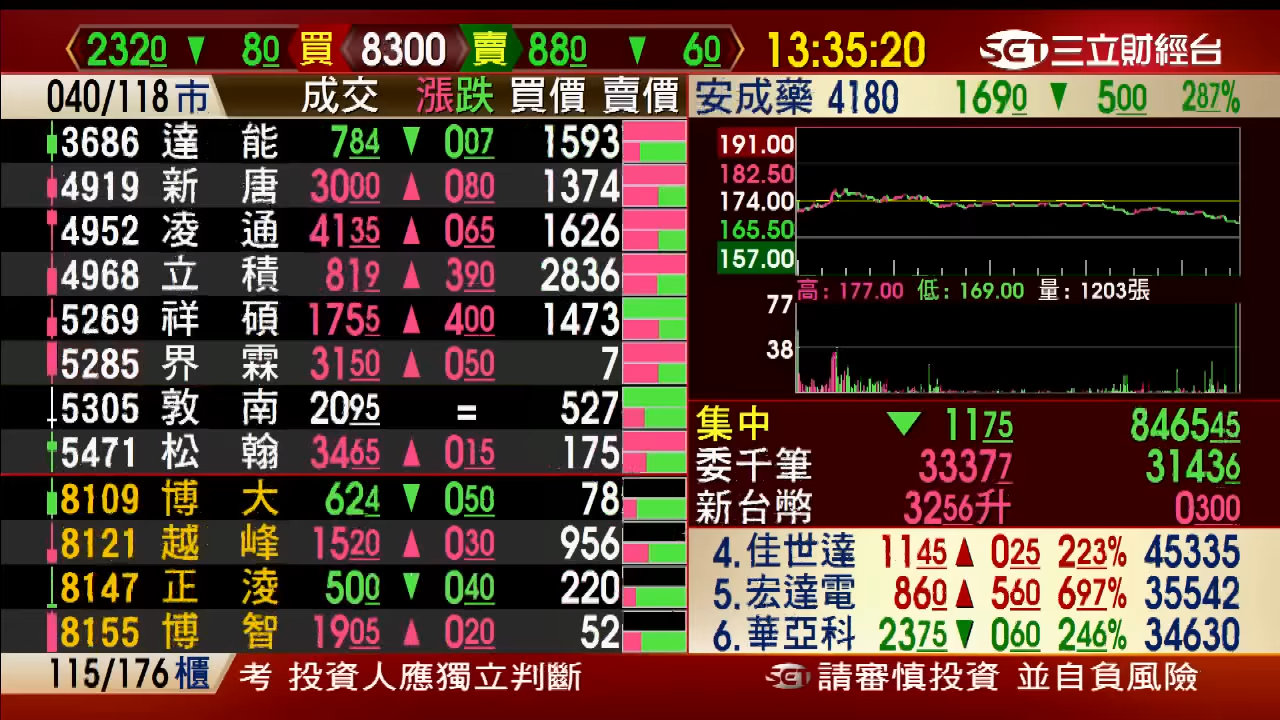 2320 ▼ 80 買 8300 賣 880 ▼ 60 13:35:20 SET三立財經台
040/118市 成交 漲跌 買價 賣價
3686 達能 784 ▼ 007 1593
4919 新唐 3000 ▲ 080 1374
4952 凌通 4135 ▲ 065 1626
4968 立積 819 ▲ 390 2836
5269 祥碩 1755 ▲ 400 1473
5285 界霖 3150 ▲ 050 7
5305 敦南 2095 = 527
5471 松翰 3465 ▲ 015 175
8109 博大 624 ▼ 050 78
8121 越峰 1520 ▲ 030 956
8147 正淩 500 ▼ 040 220
8155 博智 1905 ▲ 020 52
115/176櫃
安成藥 4180 1690 ▼ 500 287%
191.00
182.50
174.00
165.50
157.00
高: 177.00 低: 169.00 量: 1203張
77
38
集中 ▼ 1175 846545
委千筆 33377 31436
新台幣 3256升 0300
4.佳世達 1145 ▲ 025 223% 45335
5.宏達電 860 ▲ 560 697% 35542
6.華亞科 2375 ▼ 060 246% 34630
考 投資人應獨立判斷 SET 請審慎投資 並自負風險